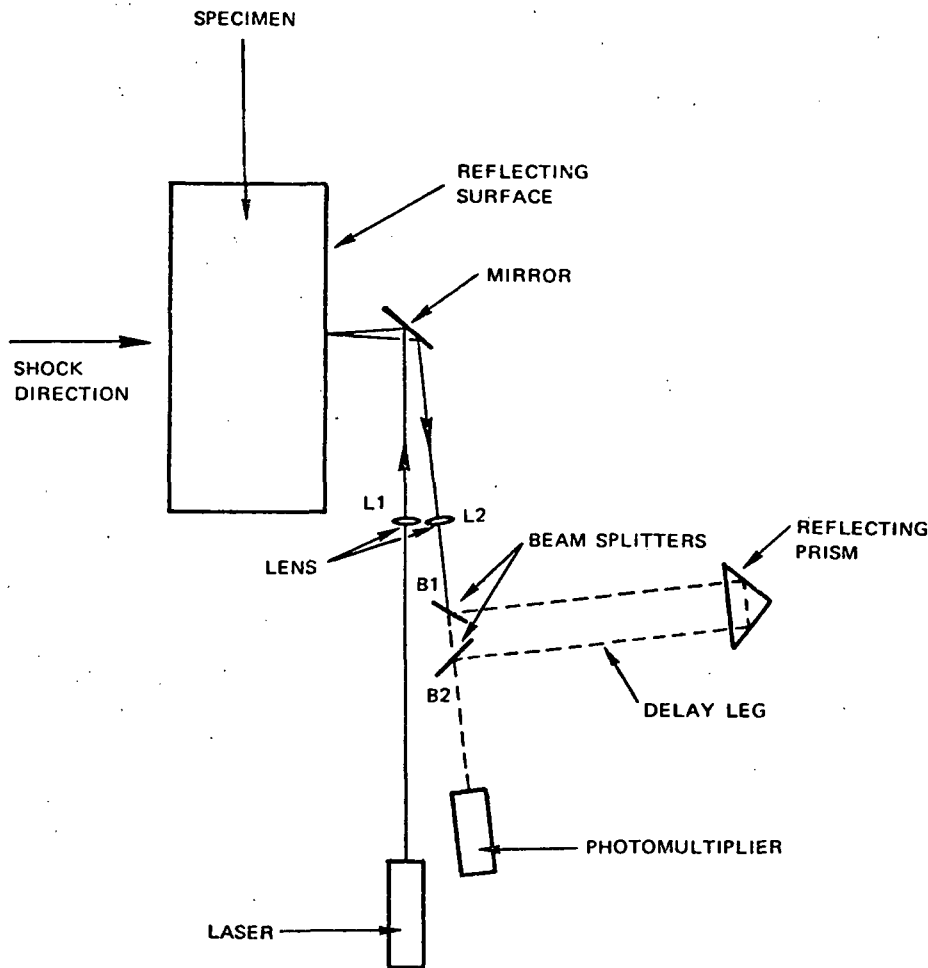 SPECIMEN
REFLECTING
SURFACE
MIRROR
SHOCK
DIRECTION
L1
L2
LENS
BEAM SPLITTERS
REFLECTING
PRISM
B1
B2
DELAY LEG
PHOTOMULTIPLIER
LASER